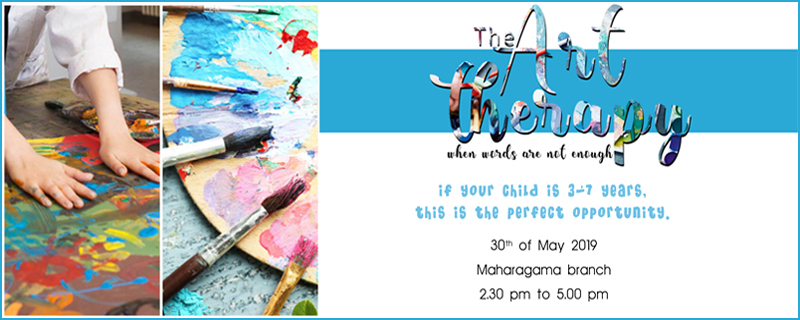 The Art
therapy
when words are not enough
if your child is 3-7 years,
this is the perfect opportunity.
30th of May 2019
Maharagama branch
2.30 pm to 5.00 pm